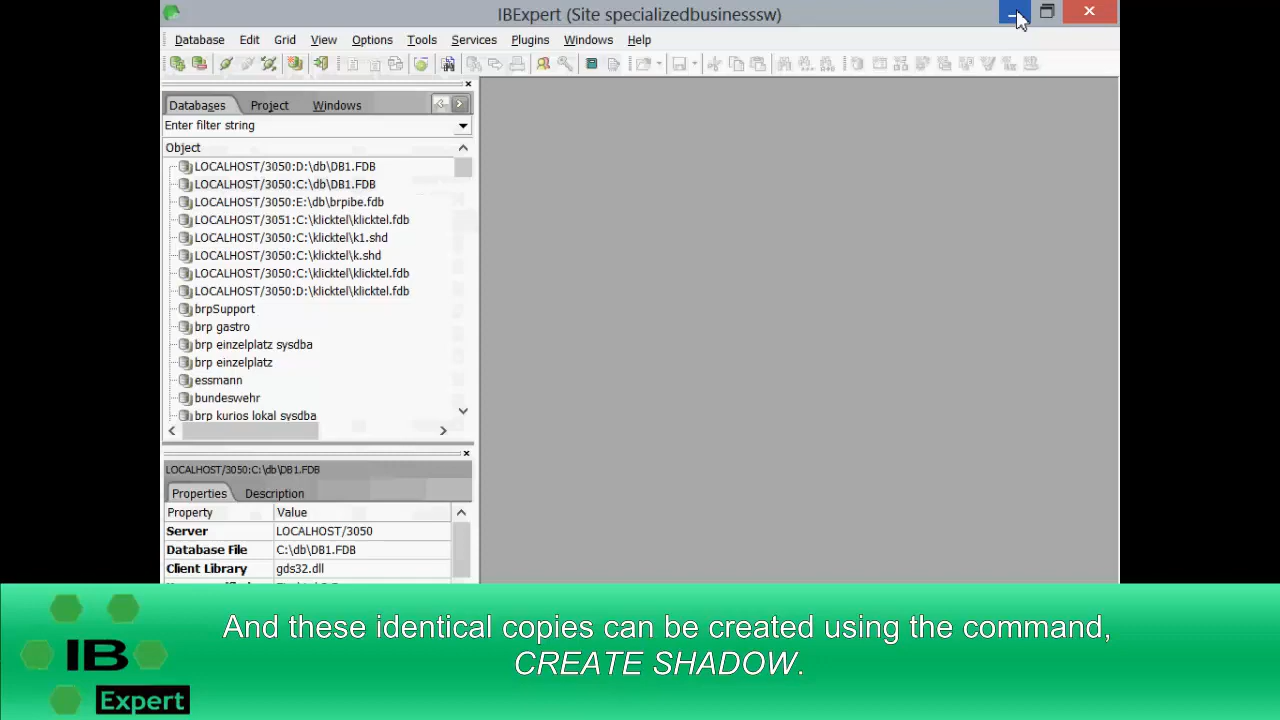 IBExpert (Site specializedbusinesssw)
Database Edit Grid View Options Tools Services Plugins Windows Help
Databases Project Windows
Enter filter string
Object
LOCALHOST/3050:D:\db\DB1.FDB
LOCALHOST/3050:C:\db\DB1.FDB
LOCALHOST/3050:E:\db\brpibe.fdb
LOCALHOST/3051:C:\klicktel\klicktel.fdb
LOCALHOST/3050:C:\klicktel\k1.shd
LOCALHOST/3050:C:\klicktel\k.shd
LOCALHOST/3050:C:\klicktel\klicktel.fdb
LOCALHOST/3050:D:\klicktel\klicktel.fdb
brpSupport
brp gastro
brp einzelplatz sysdba
brp einzelplatz
essmann
bundeswehr
brp kurios lokal sysdba
LOCALHOST/3050:C:\db\DB1.FDB
Properties Description
Property Value
Server LOCALHOST/3050
Database File C:\db\DB1.FDB
Client Library gds32.dll
And these identical copies can be created using the command,
CREATE SHADOW.
IB
Expert